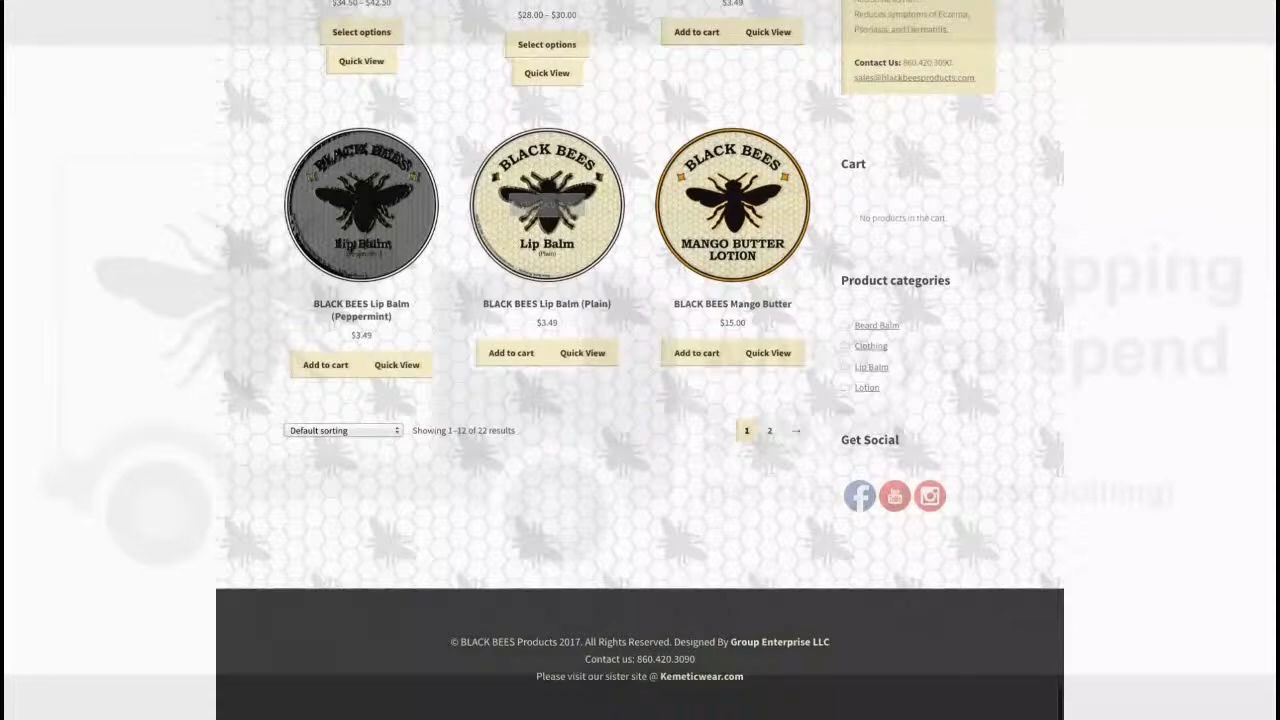 $34.50 – $42.50
$28.00 – $30.00
$3.49
Select options
Select options
Add to cart
Quick View
Quick View
Quick View
Reduces symptoms of Eczema,
Psoriasis, and Dermatitis.
Contact Us: 860.420.3090
sales@blackbeesproducts.com
BLACK BEES
Lip Balm
BLACK BEES
Lip Balm
(Plain)
BLACK BEES
MANGO BUTTER
LOTION
BLACK BEES Lip Balm
(Peppermint)
$3.49
Add to cart
Quick View
BLACK BEES Lip Balm (Plain)
$3.49
Add to cart
Quick View
BLACK BEES Mango Butter
$15.00
Add to cart
Quick View
Default sorting
Showing 1–12 of 22 results
1 2 →
Cart
No products in the cart.
Product categories
Beard Balm
Clothing
Lip Balm
Lotion
Get Social
You Tube
© BLACK BEES Products 2017. All Rights Reserved. Designed By Group Enterprise LLC
Contact us: 860.420.3090
Please visit our sister site @ Kemeticwear.com